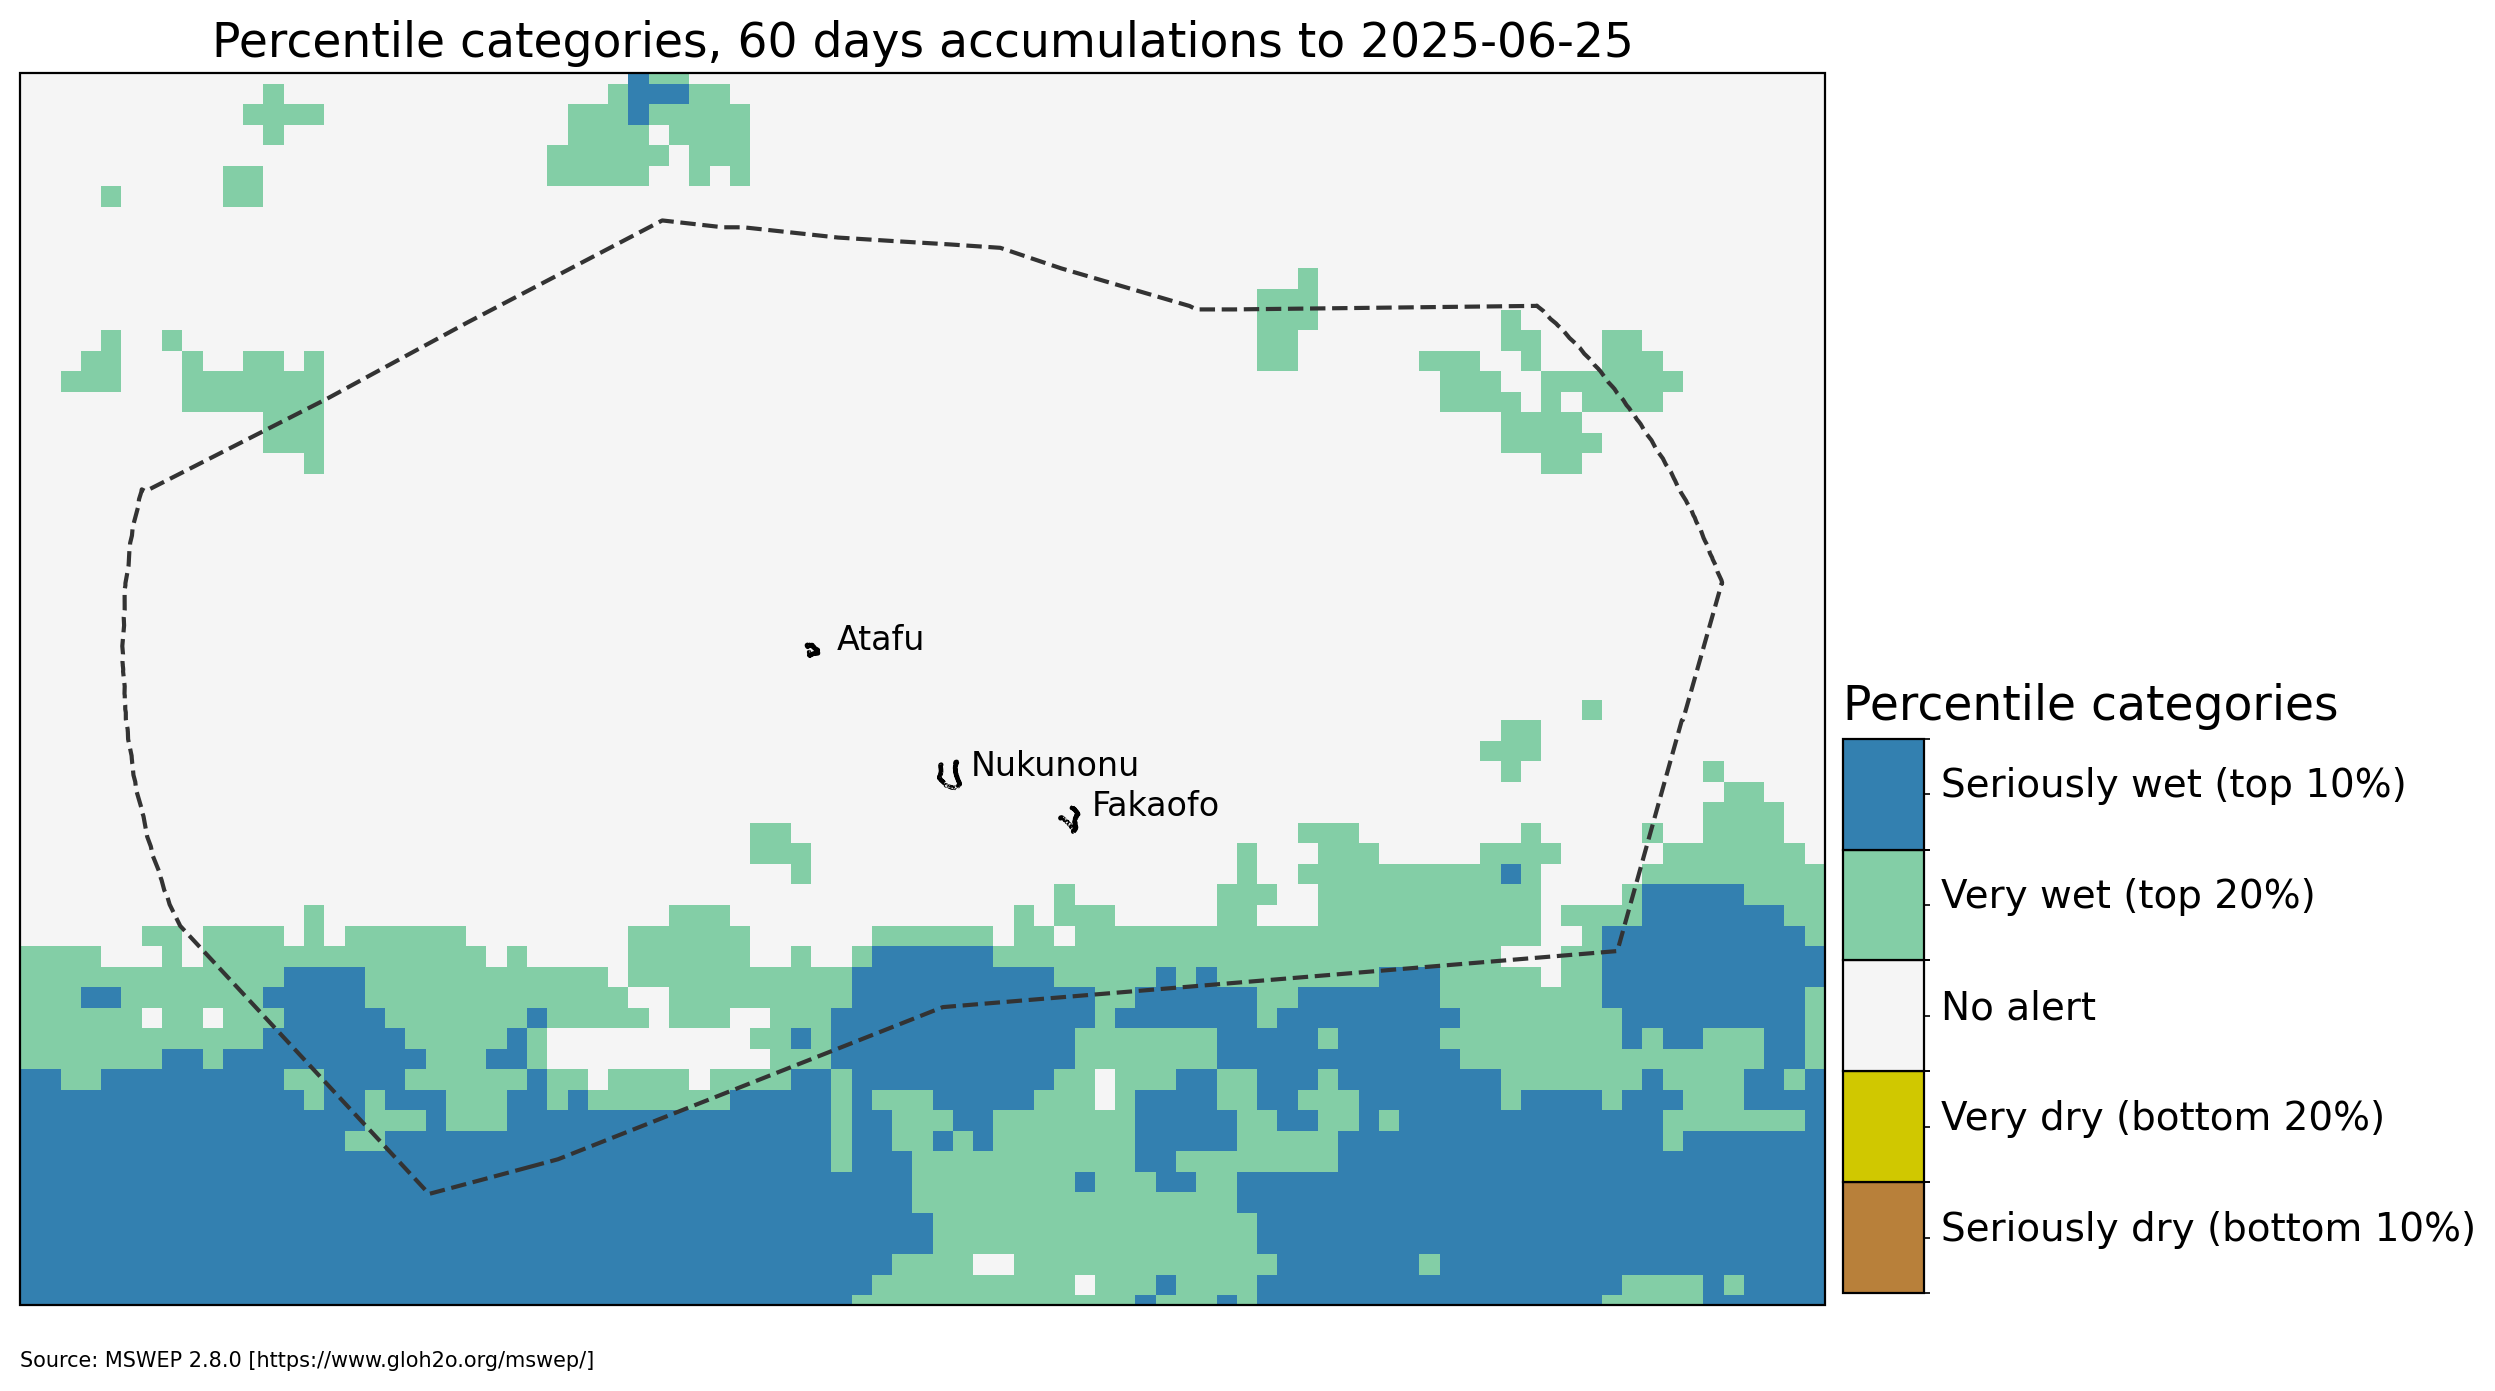 Percentile categories, 60 days accumulations to 2025-06-25
Atafu
Nukunonu
Fakaofo
Percentile categories
Seriously wet (top 10%)
Very wet (top 20%)
No alert
Very dry (bottom 20%)
Seriously dry (bottom 10%)
Source: MSWEP 2.8.0 [https://www.gloh2o.org/mswep/]